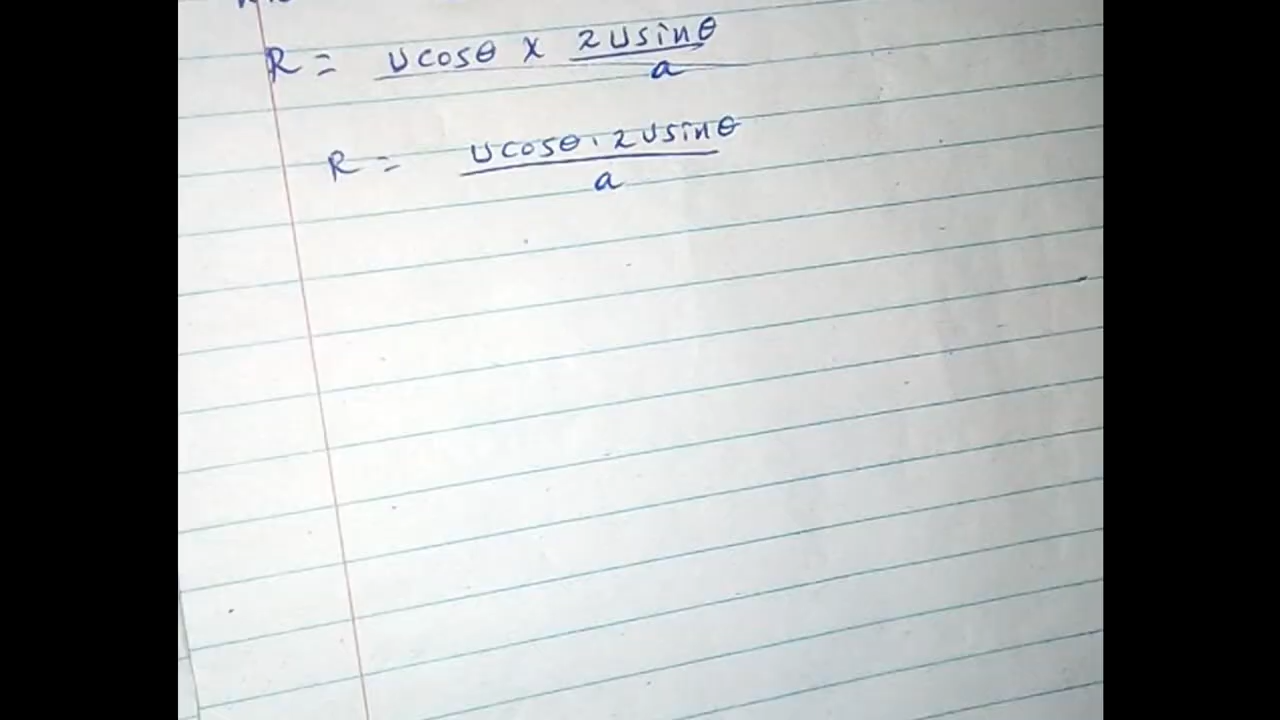 R = ucosθ × 2usinθ / a
R = ucosθ . 2usinθ / a